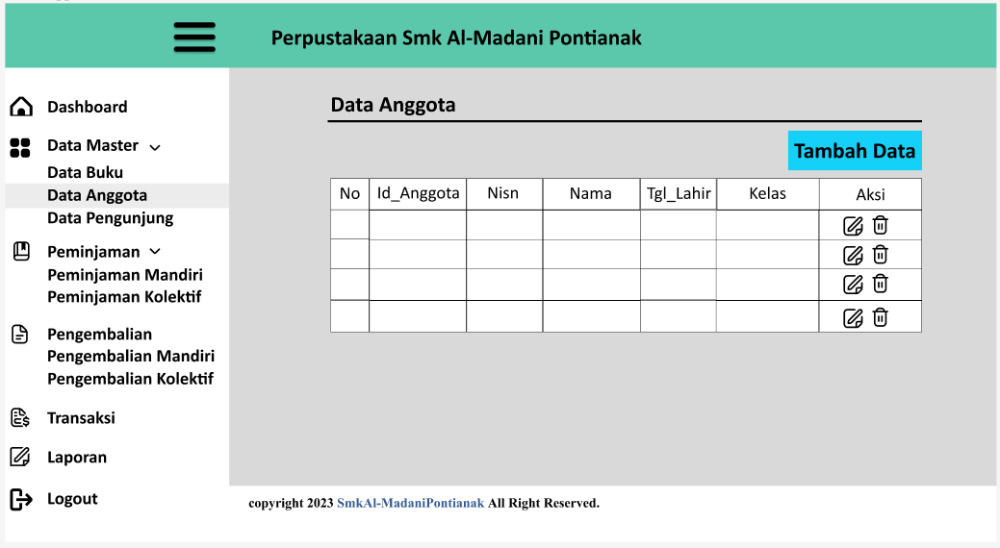 Perpustakaan Smk Al-Madani Pontianak
Dashboard
Data Master
Data Buku
Data Anggota
Data Pengunjung
Peminjaman
Peminjaman Mandiri
Peminjaman Kolektif
Pengembalian
Pengembalian Mandiri
Pengembalian Kolektif
Transaksi
Laporan
Logout
Data Anggota
Tambah Data
No Id_Anggota Nisn Nama Tgl_Lahir Kelas Aksi
copyright 2023 SmkAl-MadaniPontianak All Right Reserved.